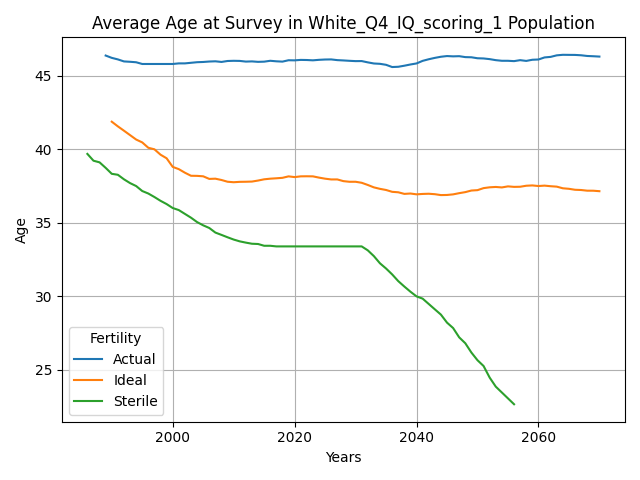 Average Age at Survey in White_Q4_IQ_scoring_1 Population
45
40
35
30
25
Age
Fertility
Actual
Ideal
Sterile
2000
2020
2040
2060
Years